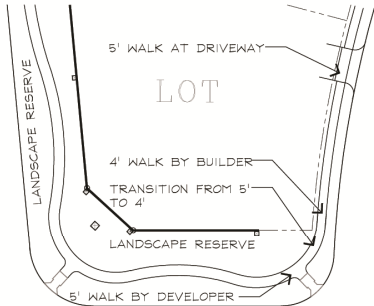 5' WALK AT DRIVEWAY
LOT
LANDSCAPE RESERVE
4' WALK BY BUILDER
TRANSITION FROM 5'
TO 4'
LANDSCAPE RESERVE
5' WALK BY DEVELOPER